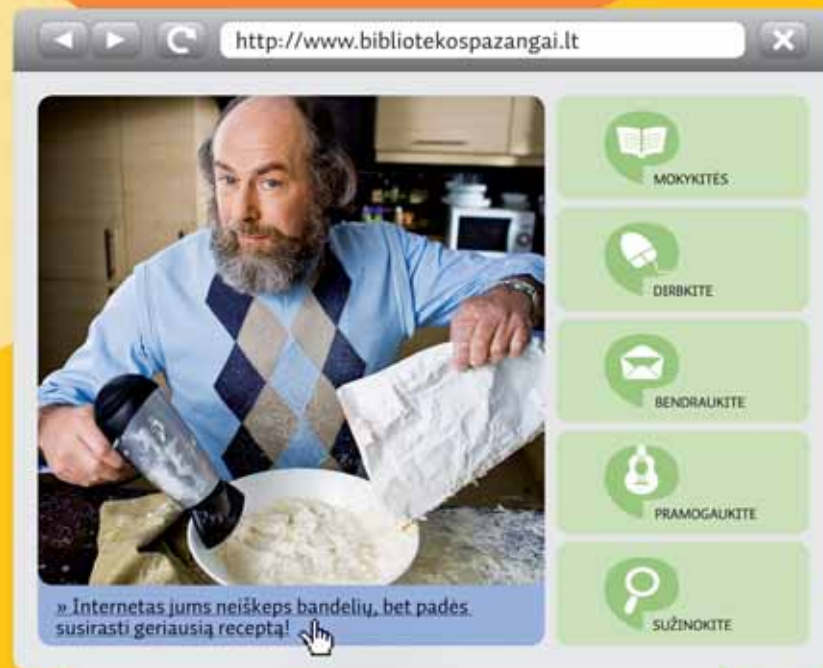 http://www.bibliotekospazangai.lt
MOKYKITĖS
DIRBKITE
BENDRAUKITE
PRAMOGAUKITE
SUŽINOKITE
» Internetas jums neiškeps bandelių, bet padės
susirasti geriausią receptą!